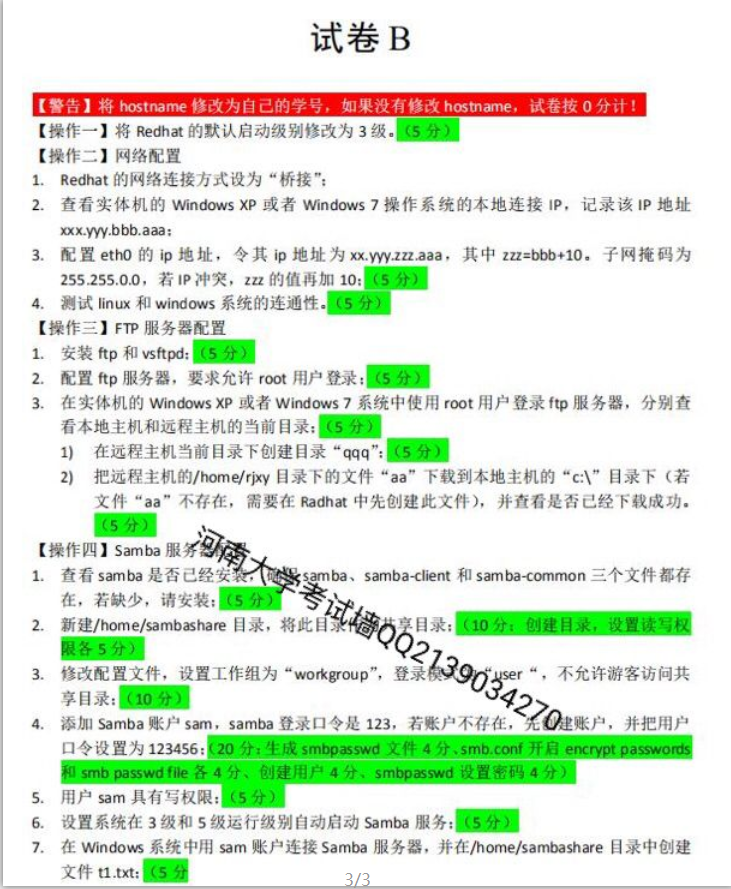 试卷 B
【警告】将 hostname 修改为自己的学号，如果没有修改 hostname，试卷按 0 分计！
【操作一】将 Redhat 的默认启动级别修改为 3 级。（5 分）
【操作二】网络配置
1. Redhat 的网络连接方式设为“桥接”；
2. 查看实体机的 Windows XP 或者 Windows 7 操作系统的本地连接 IP，记录该 IP 地址
xxx.yyy.bbb.aaa；
3. 配置 eth0 的 ip 地址，令其 ip 地址为 xx.yyy.zzz.aaa，其中 zzz=bbb+10。子网掩码为
255.255.0.0，若 IP 冲突，zzz 的值再加 10；（5 分）
4. 测试 linux 和 windows 系统的连通性。（5 分）
【操作三】FTP 服务器配置
1. 安装 ftp 和 vsftpd；（5 分）
2. 配置 ftp 服务器，要求允许 root 用户登录；（5 分）
3. 在实体机的 Windows XP 或者 Windows 7 系统中使用 root 用户登录 ftp 服务器，分别查
看本地主机和远程主机的当前目录；（5 分）
1) 在远程主机当前目录下创建目录“qqq”；（5 分）
2) 把远程主机的/home/rjxy 目录下的文件“aa”下载到本地主机的“c:\”目录下（若
文件“aa”不存在，需要在 Radhat 中先创建此文件），并查看是否已经下载成功。
（5 分）
【操作四】Samba 服务器配置
1. 查看 samba 是否已经安装，确保 samba、samba-client 和 samba-common 三个文件都存
在，若缺少，请安装；（5 分）
2. 新建/home/sambashare 目录，将此目录作为共享目录；（10 分：创建目录，设置读写权
限各 5 分）
3. 修改配置文件，设置工作组为“workgroup”，登录模式为“user“，不允许游客访问共
享目录；（10 分）
4. 添加 Samba 账户 sam，samba 登录口令是 123，若账户不存在，先创建账户，并把用户
口令设置为 123456；（20 分：生成 smbpasswd 文件 4 分、smb.conf 开启 encrypt passwords
和 smb passwd file 各 4 分、创建用户 4 分、smbpasswd 设置密码 4 分）
5. 用户 sam 具有写权限；（5 分）
6. 设置系统在 3 级和 5 级运行级别自动启动 Samba 服务；（5 分）
7. 在 Windows 系统中用 sam 账户连接 Samba 服务器，并在/home/sambashare 目录中创建
文件 t1.txt；（5 分
河南大学考试墙QQ2139034270
3/3